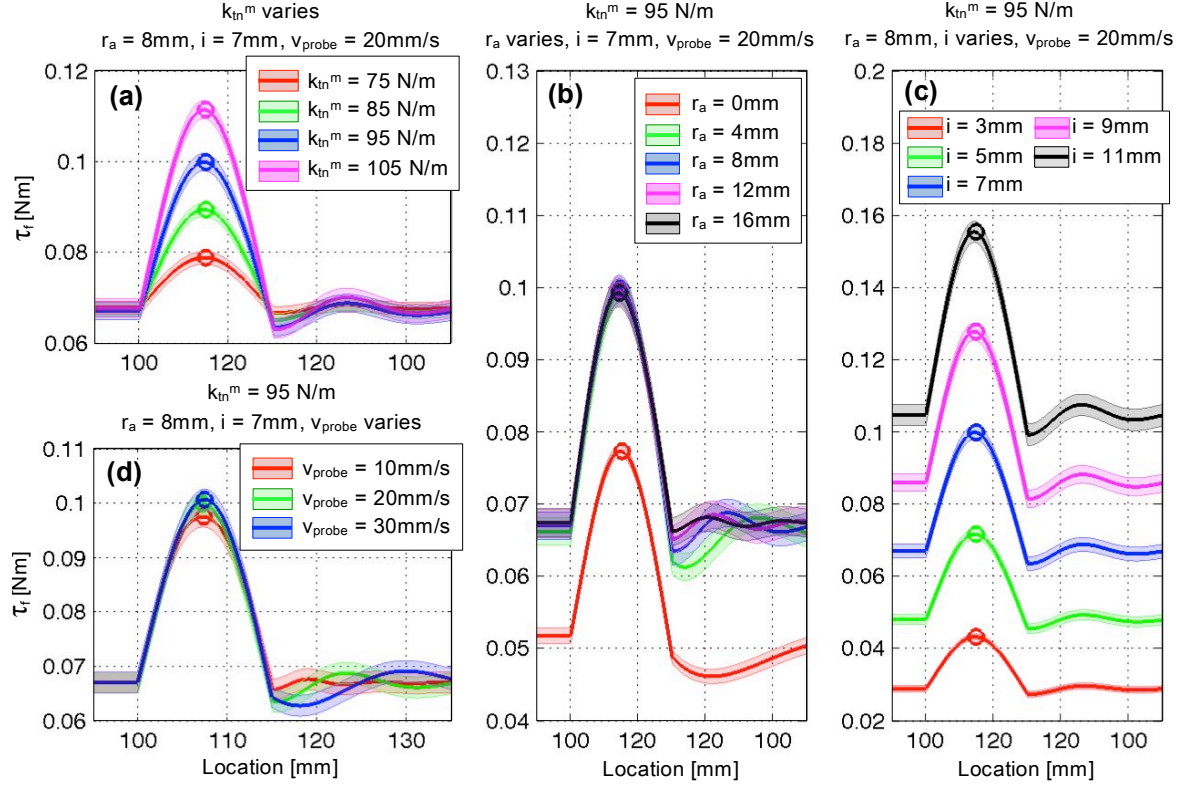 k_tn^m varies
r_a = 8mm, i = 7mm, v_probe = 20mm/s
(a)
k_tn^m = 75 N/m
k_tn^m = 85 N/m
k_tn^m = 95 N/m
k_tn^m = 105 N/m
0.12
0.1
0.08
0.06
τ_f [Nm]
100 120 120 100
k_tn^m = 95 N/m
r_a = 8mm, i = 7mm, v_probe varies
(d)
v_probe = 10mm/s
v_probe = 20mm/s
v_probe = 30mm/s
0.11
0.1
0.09
0.08
0.07
0.06
τ_f [Nm]
100 120 120 130
Location [mm]
k_tn^m = 95 N/m
r_a varies, i = 7mm, v_probe = 20mm/s
(b)
r_a = 0mm
r_a = 4mm
r_a = 8mm
r_a = 12mm
r_a = 16mm
0.13
0.12
0.11
0.1
0.09
0.08
0.07
0.06
0.05
0.04
100 120 120 100
Location [mm]
k_tn^m = 95 N/m
r_a = 8mm, i varies, v_probe = 20mm/s
(c)
i = 3mm
i = 5mm
i = 7mm
i = 9mm
i = 11mm
0.2
0.18
0.16
0.14
0.12
0.1
0.08
0.06
0.04
0.02
100 120 120 100
Location [mm]